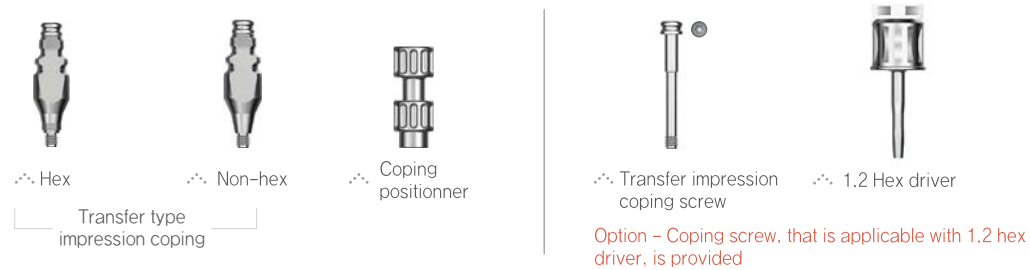 Hex
Non-hex
Coping
positionner
Transfer type
impression coping
Transfer impression
coping screw
1.2 Hex driver
Option - Coping screw, that is applicable with 1.2 hex
driver, is provided